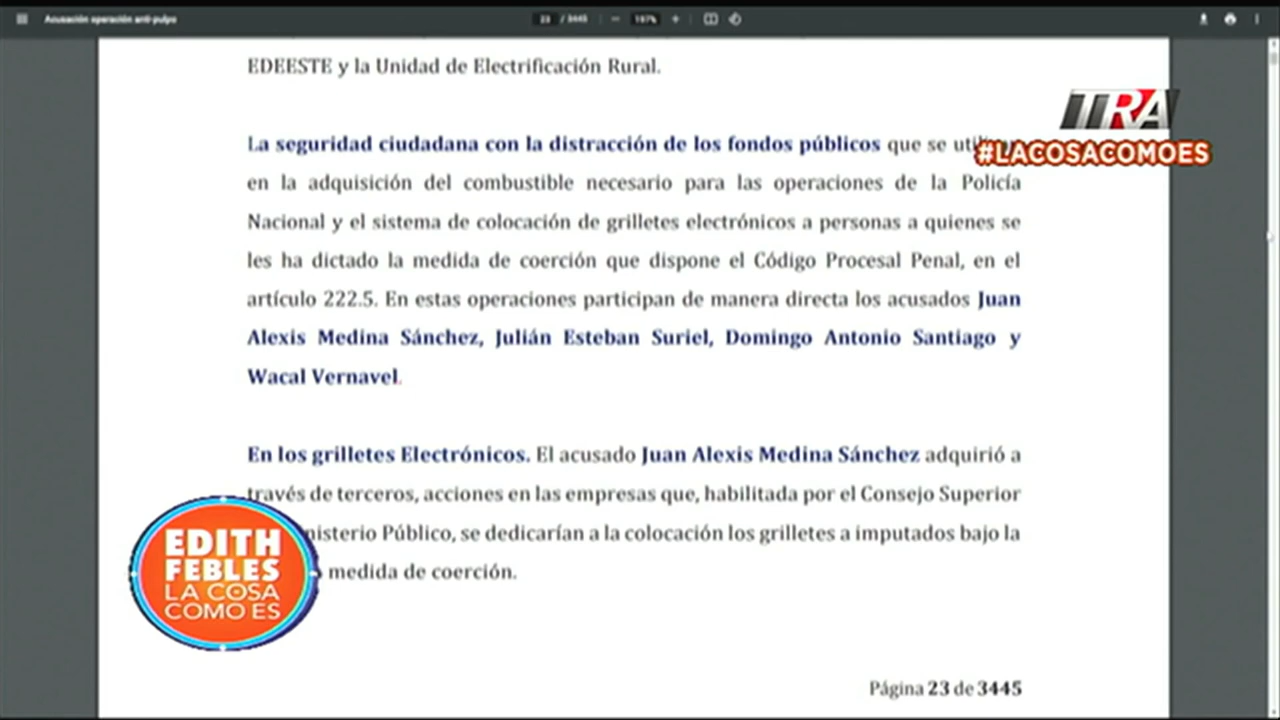 Acusación operación anti-pulpo
23 / 3445
197%
EDEESTE y la Unidad de Electrificación Rural.
La seguridad ciudadana con la distracción de los fondos públicos que se
TRA
#LACOSACOMOES
en la adquisición del combustible necesario para las operaciones de la Policía
Nacional y el sistema de colocación de grilletes electrónicos a personas a quienes se
les ha dictado la medida de coerción que dispone el Código Procesal Penal, en el
artículo 222.5. En estas operaciones participan de manera directa los acusados Juan
Alexis Medina Sánchez, Julián Esteban Suriel, Domingo Antonio Santiago y
Wacal Vernavel.
En los grilletes Electrónicos. El acusado Juan Alexis Medina Sánchez adquirió a
través de terceros, acciones en las empresas que, habilitada por el Consejo Superior
Público, se dedicarían a la colocación los grilletes a imputados bajo la
medida de coerción.
EDITH
FEBLES
LA COSA
COMO ES
Página 23 de 3445